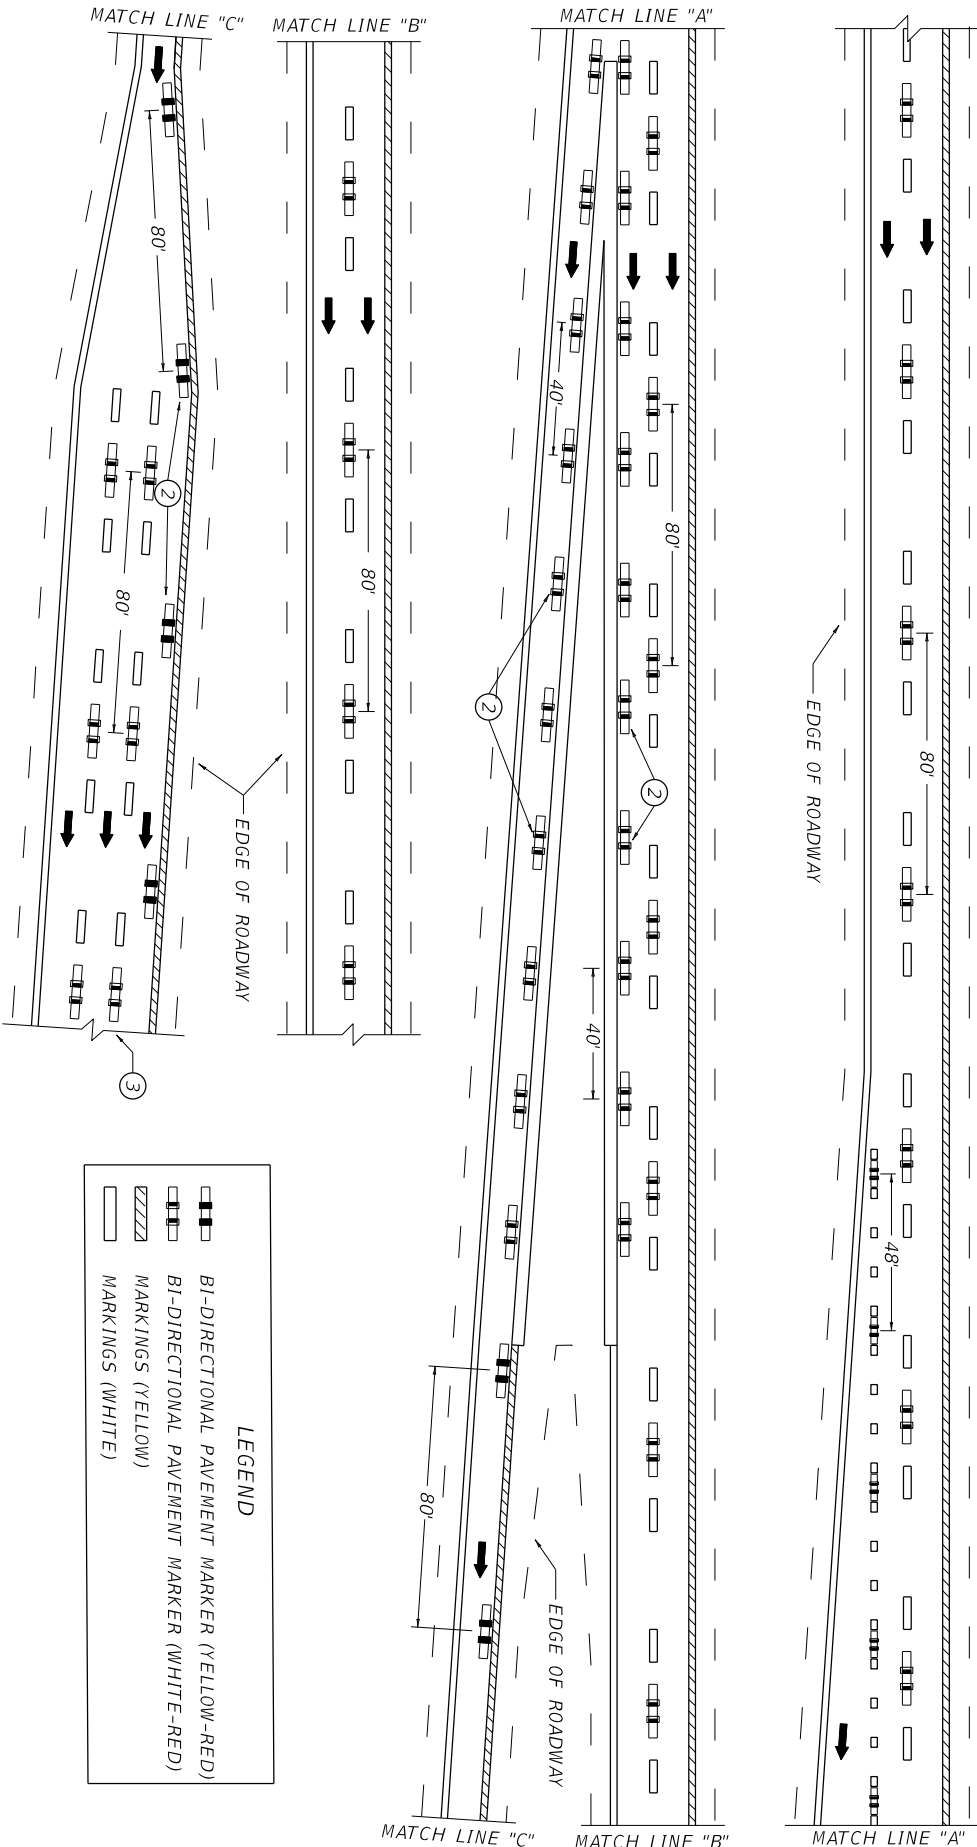 MATCH LINE "C"
MATCH LINE "B"
MATCH LINE "A"
80'
80'
80'
EDGE OF ROADWAY
2
3
40'
80'
2
2
40'
80'
EDGE OF ROADWAY
MATCH LINE "C"
MATCH LINE "B"
EDGE OF ROADWAY
80'
48'
MATCH LINE "A"
LEGEND
BI-DIRECTIONAL PAVEMENT MARKER (YELLOW-RED)
BI-DIRECTIONAL PAVEMENT MARKER (WHITE-RED)
MARKINGS (YELLOW)
MARKINGS (WHITE)